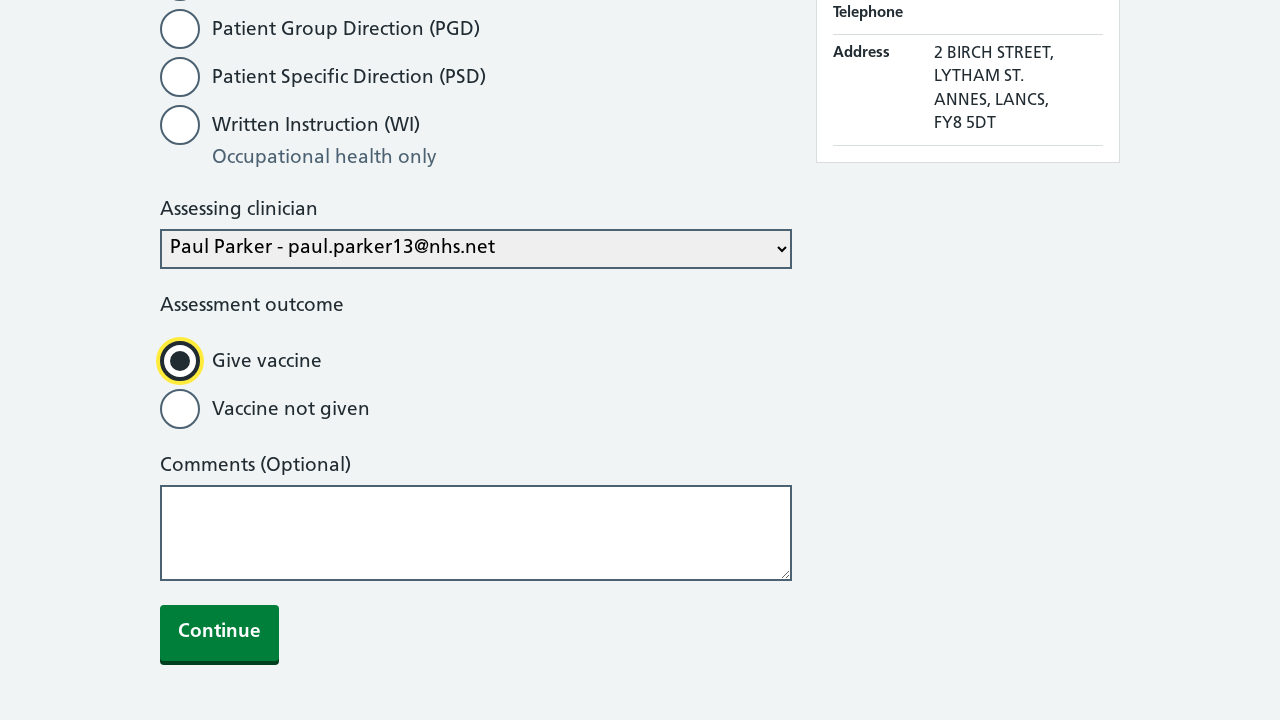 Patient Group Direction (PGD)
Patient Specific Direction (PSD)
Written Instruction (WI)
Occupational health only
Assessing clinician
Paul Parker - paul.parker13@nhs.net
Assessment outcome
Give vaccine
Vaccine not given
Comments (Optional)
Continue
Telephone
Address 2 BIRCH STREET,
LYTHAM ST.
ANNES, LANCS,
FY8 5DT